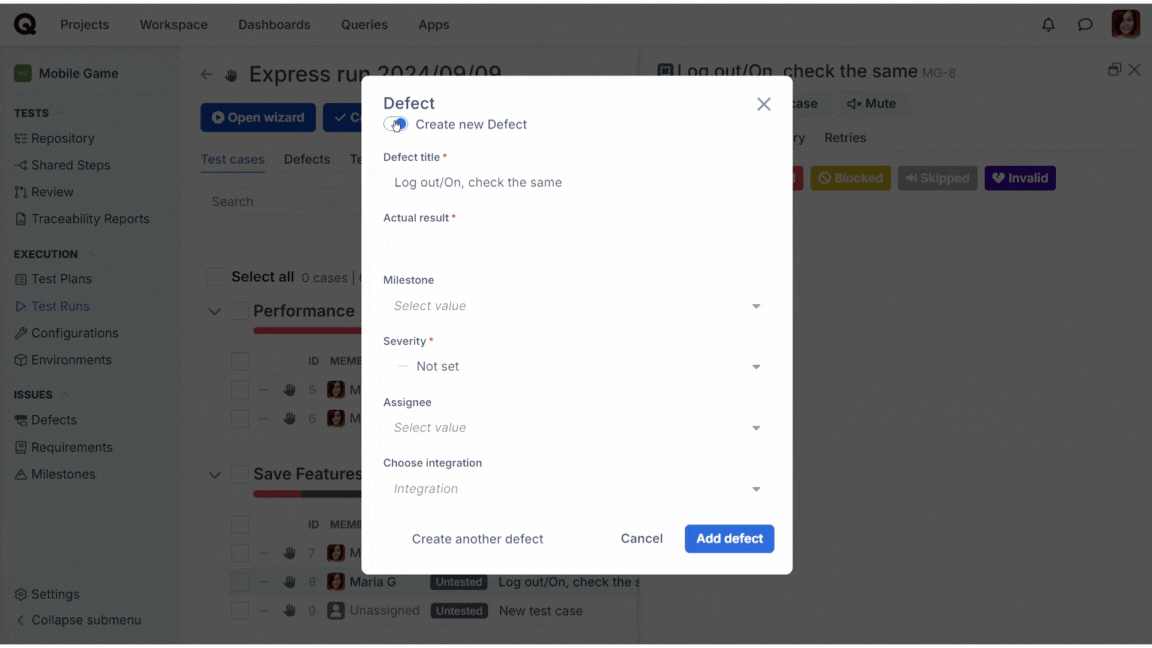 Projects Workspace Dashboards Queries Apps
Mobile Game
TESTS
Repository
Shared Steps
Review
Traceability Reports
EXECUTION
Test Plans
Test Runs
Configurations
Environments
ISSUES
Defects
Requirements
Milestones
Settings
Collapse submenu
Express run 2024/09/09
Open wizard
Test cases Defects
Search
Select all 0 cases |
Performance
ID
5
6
Save Features
ID
7
8 Maria G Untested Log out/On, check the s
9 Unassigned Untested New test case
Defect
Create new Defect
Defect title *
Log out/On, check the same
Actual result *
Milestone
Select value
Severity *
Not set
Assignee
Select value
Choose integration
Integration
Create another defect Cancel Add defect
Log out/On, check the same MG-8
case Mute
Retries
Blocked Skipped Invalid